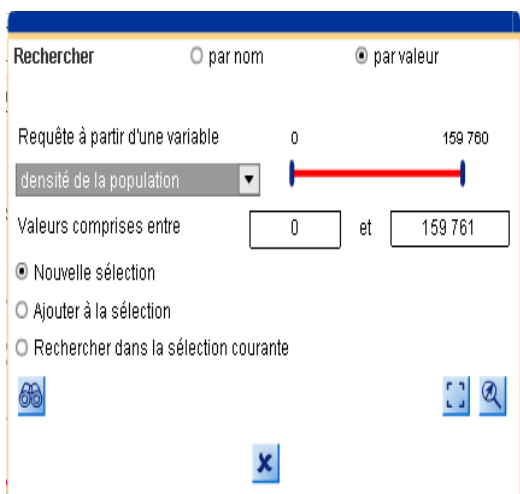 Rechercher par nom par valeur
Requête à partir d'une variable 0 159 760
densité de la population
Valeurs comprises entre 0 et 159 761
Nouvelle sélection
Ajouter à la sélection
Rechercher dans la sélection courante